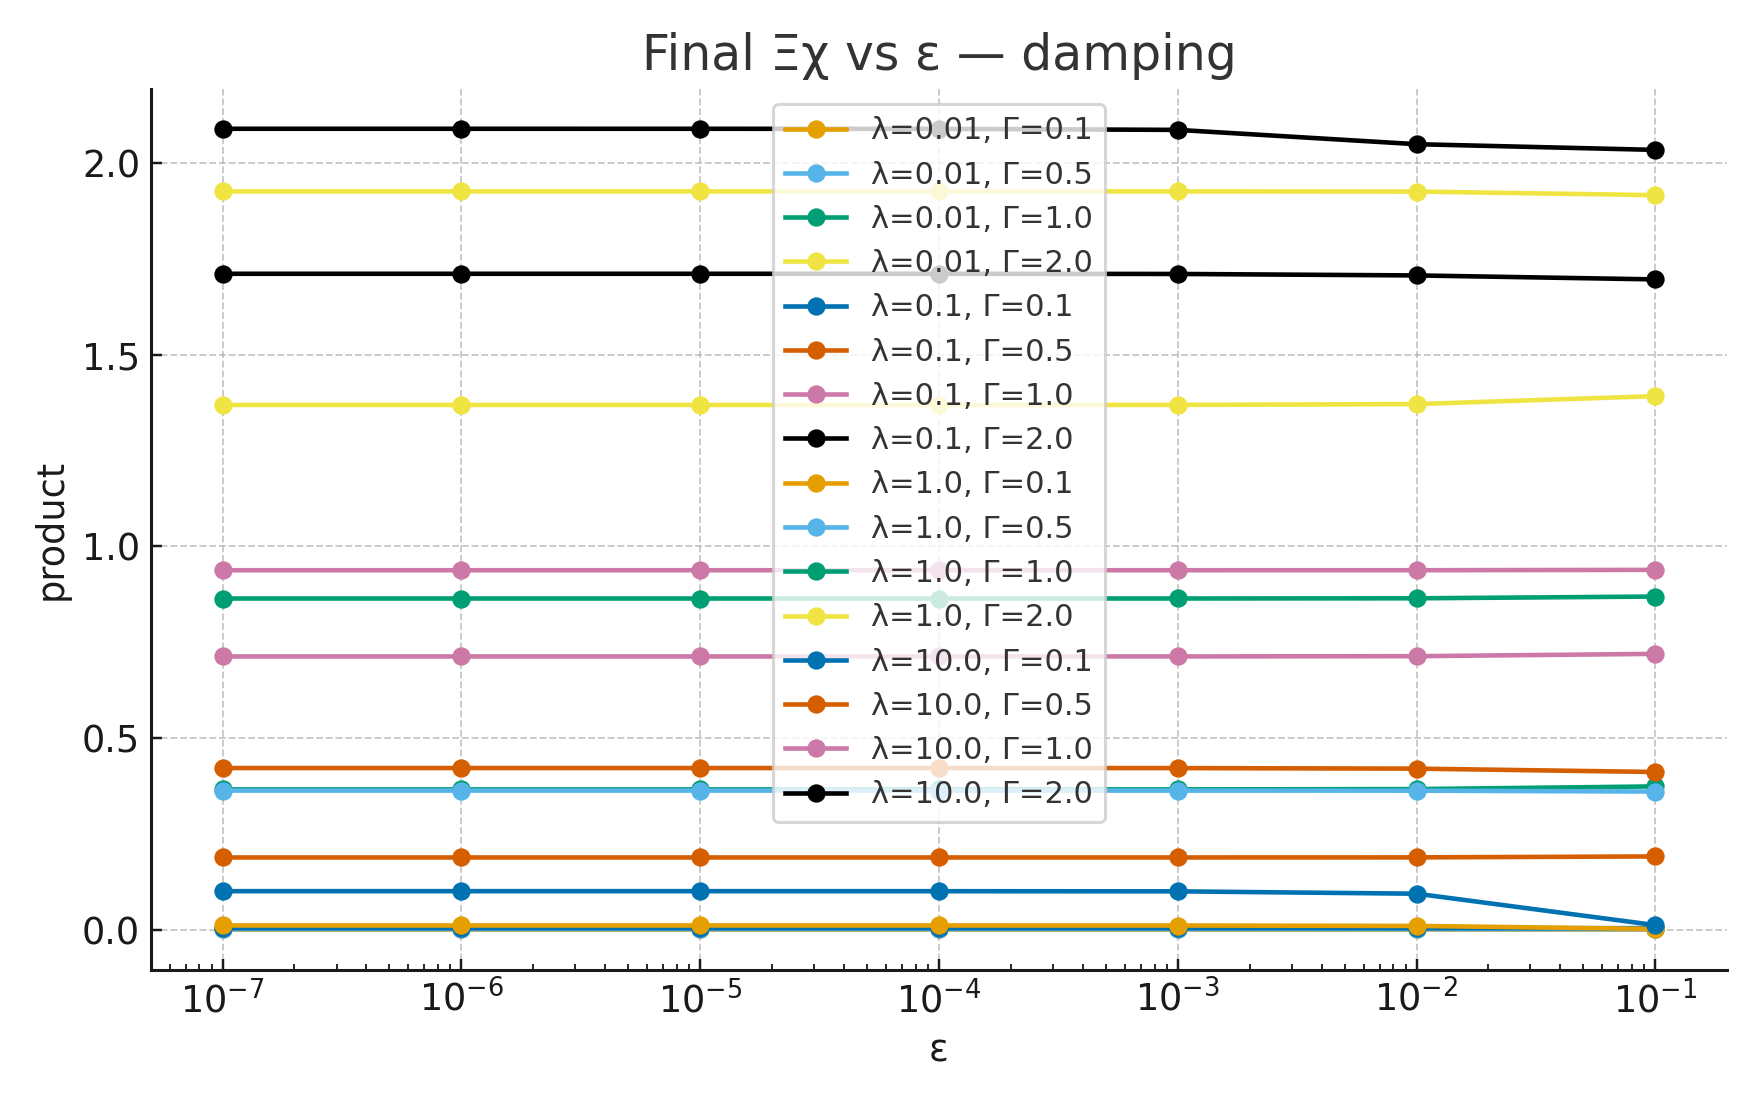 Final Ξχ vs ε — damping
product
2.0
1.5
1.0
0.5
0.0
λ=0.01, Γ=0.1
λ=0.01, Γ=0.5
λ=0.01, Γ=1.0
λ=0.01, Γ=2.0
λ=0.1, Γ=0.1
λ=0.1, Γ=0.5
λ=0.1, Γ=1.0
λ=0.1, Γ=2.0
λ=1.0, Γ=0.1
λ=1.0, Γ=0.5
λ=1.0, Γ=1.0
λ=1.0, Γ=2.0
λ=10.0, Γ=0.1
λ=10.0, Γ=0.5
λ=10.0, Γ=1.0
λ=10.0, Γ=2.0
10⁻⁷ 10⁻⁶ 10⁻⁵ 10⁻⁴ 10⁻³ 10⁻² 10⁻¹
ε